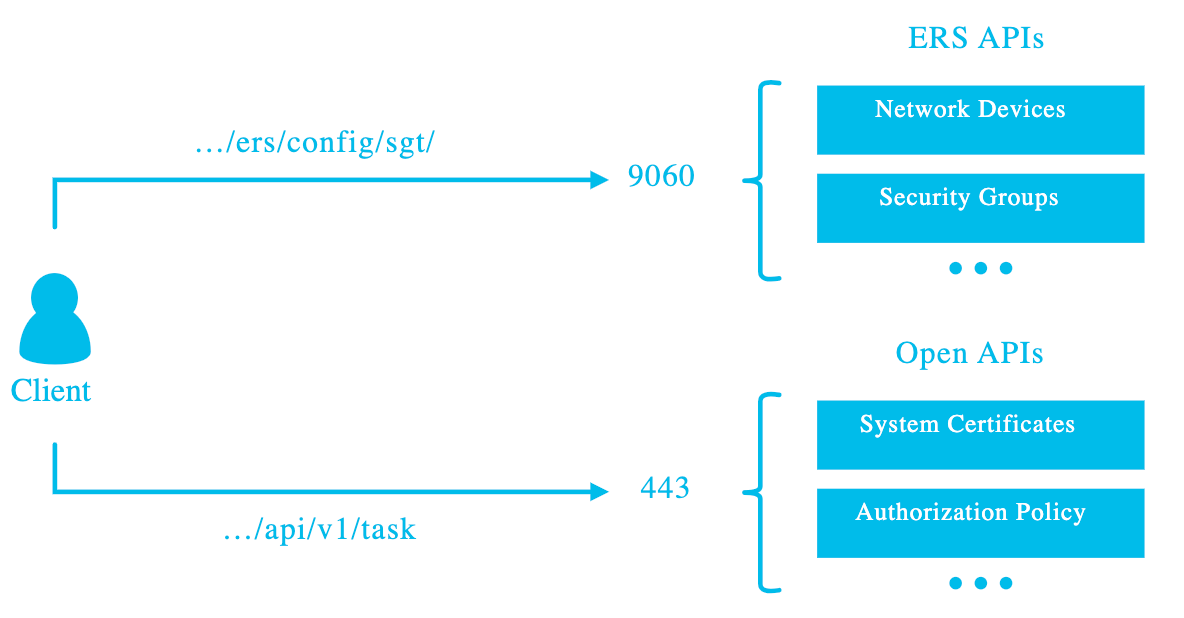 ERS APIs
Network Devices
…/ers/config/sgt/
9060
Security Groups
Open APIs
Client
System Certificates
443
Authorization Policy
…/api/v1/task